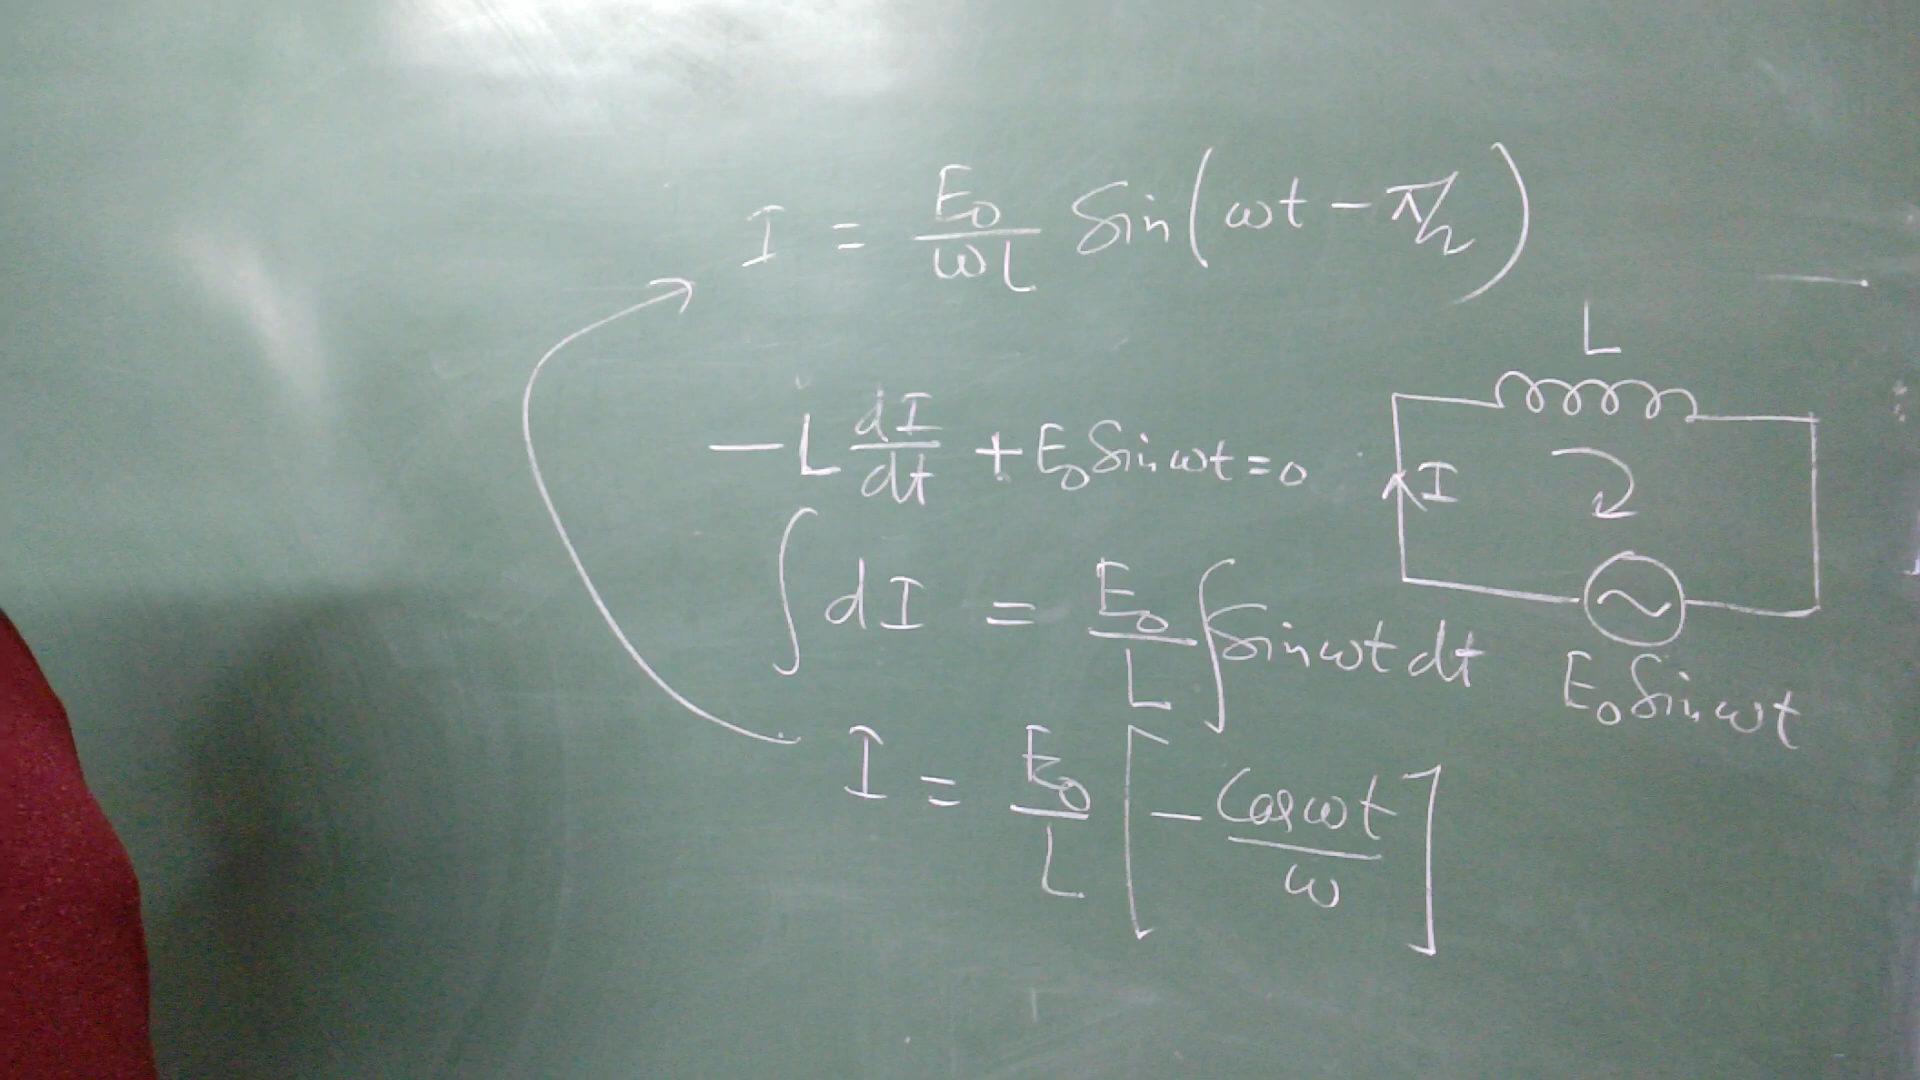 I = E₀/ωL Sin(ωt − π/2)
L
−L dI/dt + E₀ Sin ωt = 0
I
∫ dI = E₀/L ∫ Sin ωt dt
E₀ Sin ωt
I = E₀/L [− Cos ωt/ω]